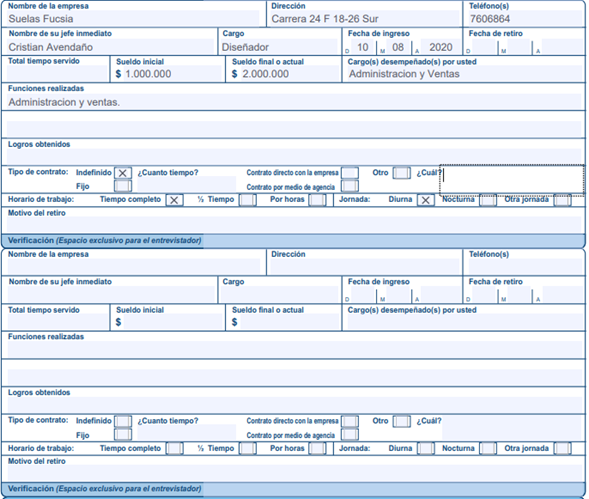 Nombre de la empresa Dirección Teléfono(s)
Suelas Fucsia Carrera 24 F 18-26 Sur 7606864
Nombre de su jefe inmediato Cargo Fecha de ingreso Fecha de retiro
Cristian Avendaño Diseñador D 10 M 08 A 2020 D M A
Total tiempo servido Sueldo inicial Sueldo final o actual Cargo(s) desempeñado(s) por usted
$ 1.000.000 $ 2.000.000 Administracion y Ventas
Funciones realizadas
Administracion y ventas.
Logros obtenidos
Tipo de contrato: Indefinido X ¿Cuanto tiempo? Contrato directo con la empresa Otro ¿Cuál?
Fijo Contrato por medio de agencia
Horario de trabajo: Tiempo completo X ½ Tiempo Por horas Jornada: Diurna X Nocturna Otra jornada
Motivo del retiro
Verificación (Espacio exclusivo para el entrevistador)
Nombre de la empresa Dirección Teléfono(s)
Nombre de su jefe inmediato Cargo Fecha de ingreso Fecha de retiro
D M A D M A
Total tiempo servido Sueldo inicial Sueldo final o actual Cargo(s) desempeñado(s) por usted
$ $
Funciones realizadas
Logros obtenidos
Tipo de contrato: Indefinido ¿Cuanto tiempo? Contrato directo con la empresa Otro ¿Cuál?
Fijo Contrato por medio de agencia
Horario de trabajo: Tiempo completo ½ Tiempo Por horas Jornada: Diurna Nocturna Otra jornada
Motivo del retiro
Verificación (Espacio exclusivo para el entrevistador)